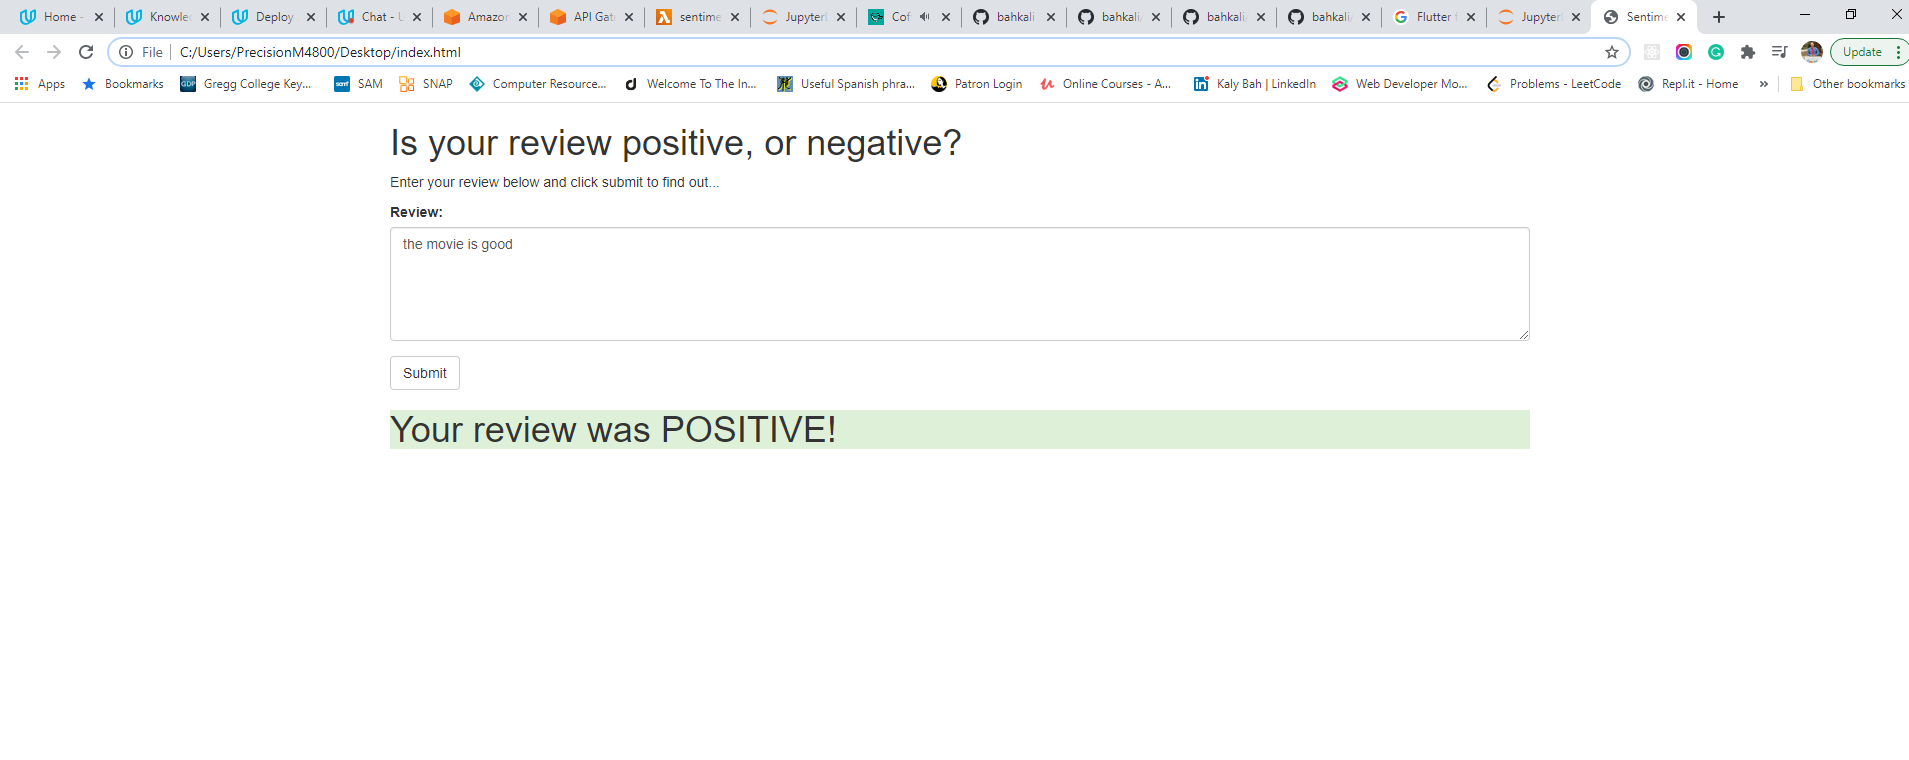 Home - Knowle Deploy Chat - U Amazon API Gate sentime Jupyterl Cof bahkali bahkali/ bahkali/ bahkali/ Flutter f Jupyterl Sentime
File C:/Users/PrecisionM4800/Desktop/index.html Update
Apps Bookmarks GDP Gregg College Key... SAM SNAP Computer Resource... Welcome To The In... Useful Spanish phra... Patron Login Online Courses - A... Kaly Bah | LinkedIn Web Developer Mo... Problems - LeetCode Repl.it - Home » Other bookmarks
Is your review positive, or negative?
Enter your review below and click submit to find out...
Review:
the movie is good
Submit
Your review was POSITIVE!